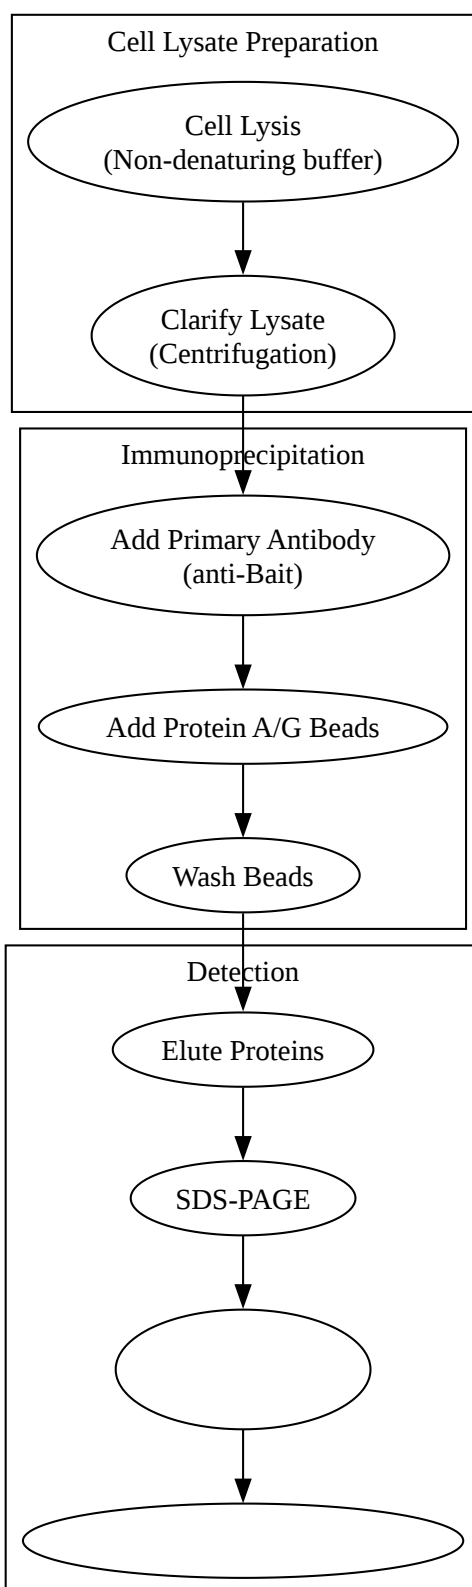 Cell Lysate Preparation
Cell Lysis
(Non-denaturing buffer)
Clarify Lysate
(Centrifugation)
Immunoprecipitation
Add Primary Antibody
(anti-Bait)
Add Protein A/G Beads
Wash Beads
Detection
Elute Proteins
SDS-PAGE